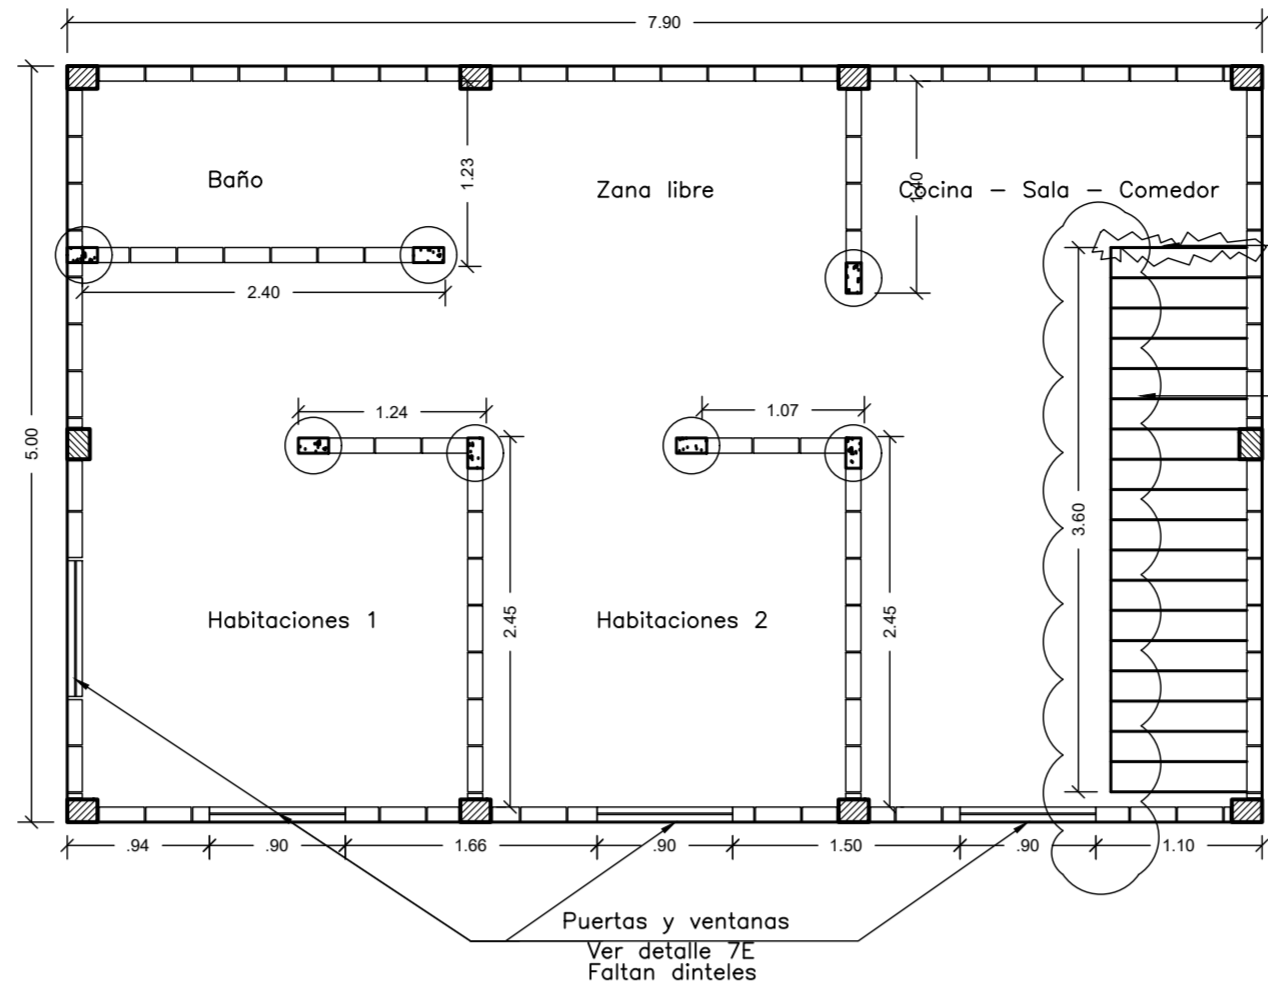 7.90
Baño
1.23
Zana libre
1.40
Cocina – Sala – Comedor
2.40
5.00
1.24
1.07
3.60
Habitaciones 1
2.45
Habitaciones 2
2.45
.94
.90
1.66
.90
1.50
.90
1.10
Puertas y ventanas
Ver detalle 7E
Faltan dinteles